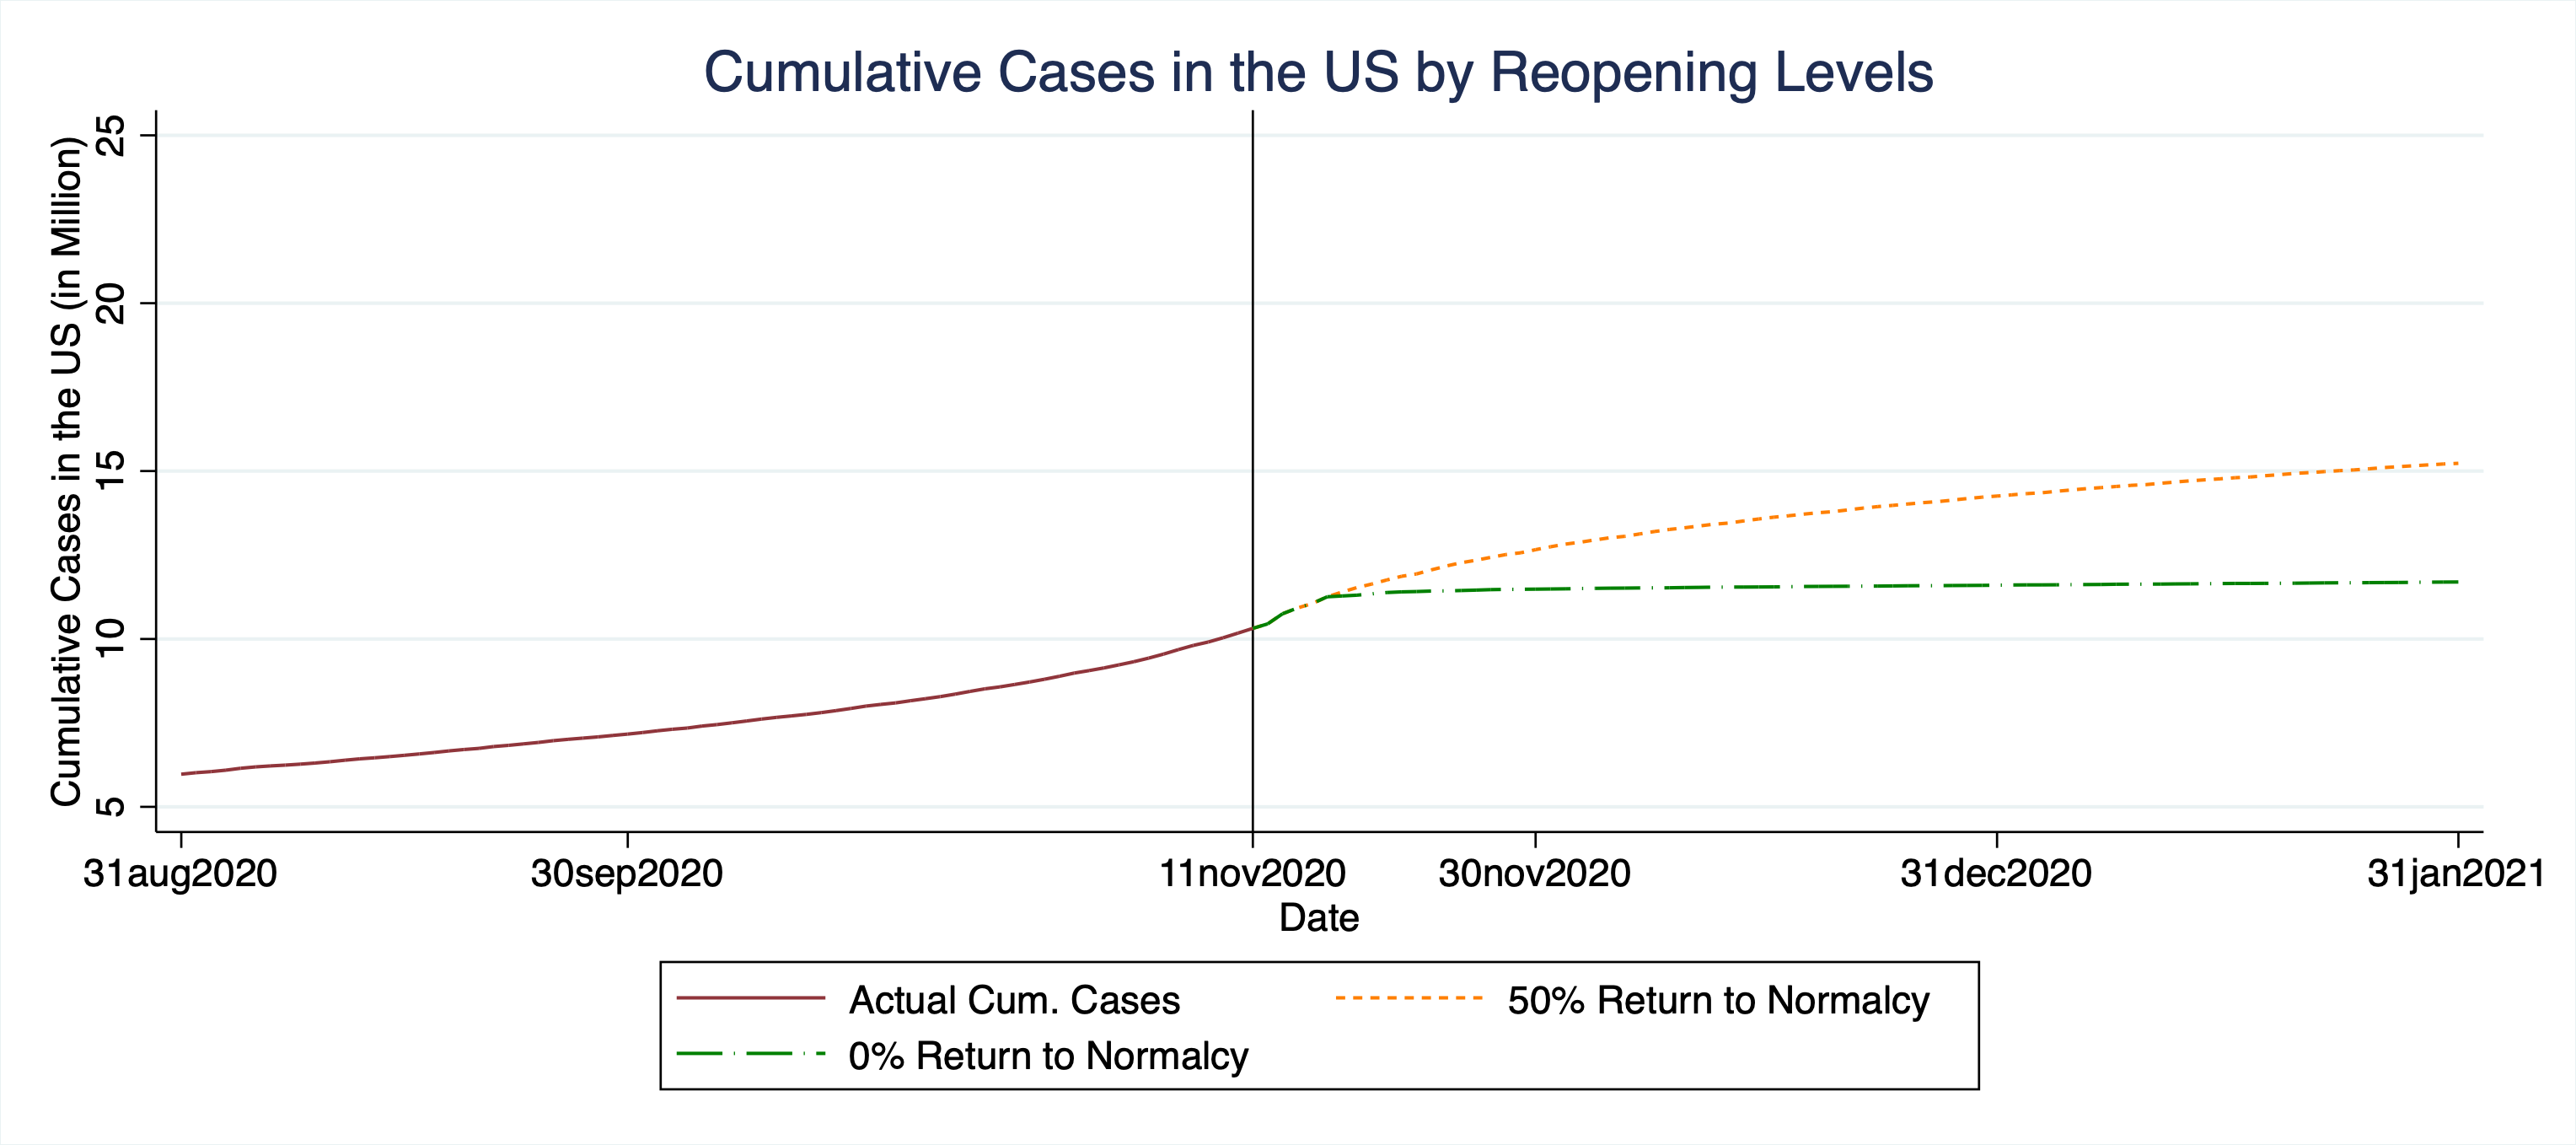 Cumulative Cases in the US by Reopening Levels
Cumulative Cases in the US (in Million)
25
20
15
10
5
31aug2020 30sep2020 11nov2020 30nov2020 31dec2020 31jan2021
Date
Actual Cum. Cases 50% Return to Normalcy
0% Return to Normalcy